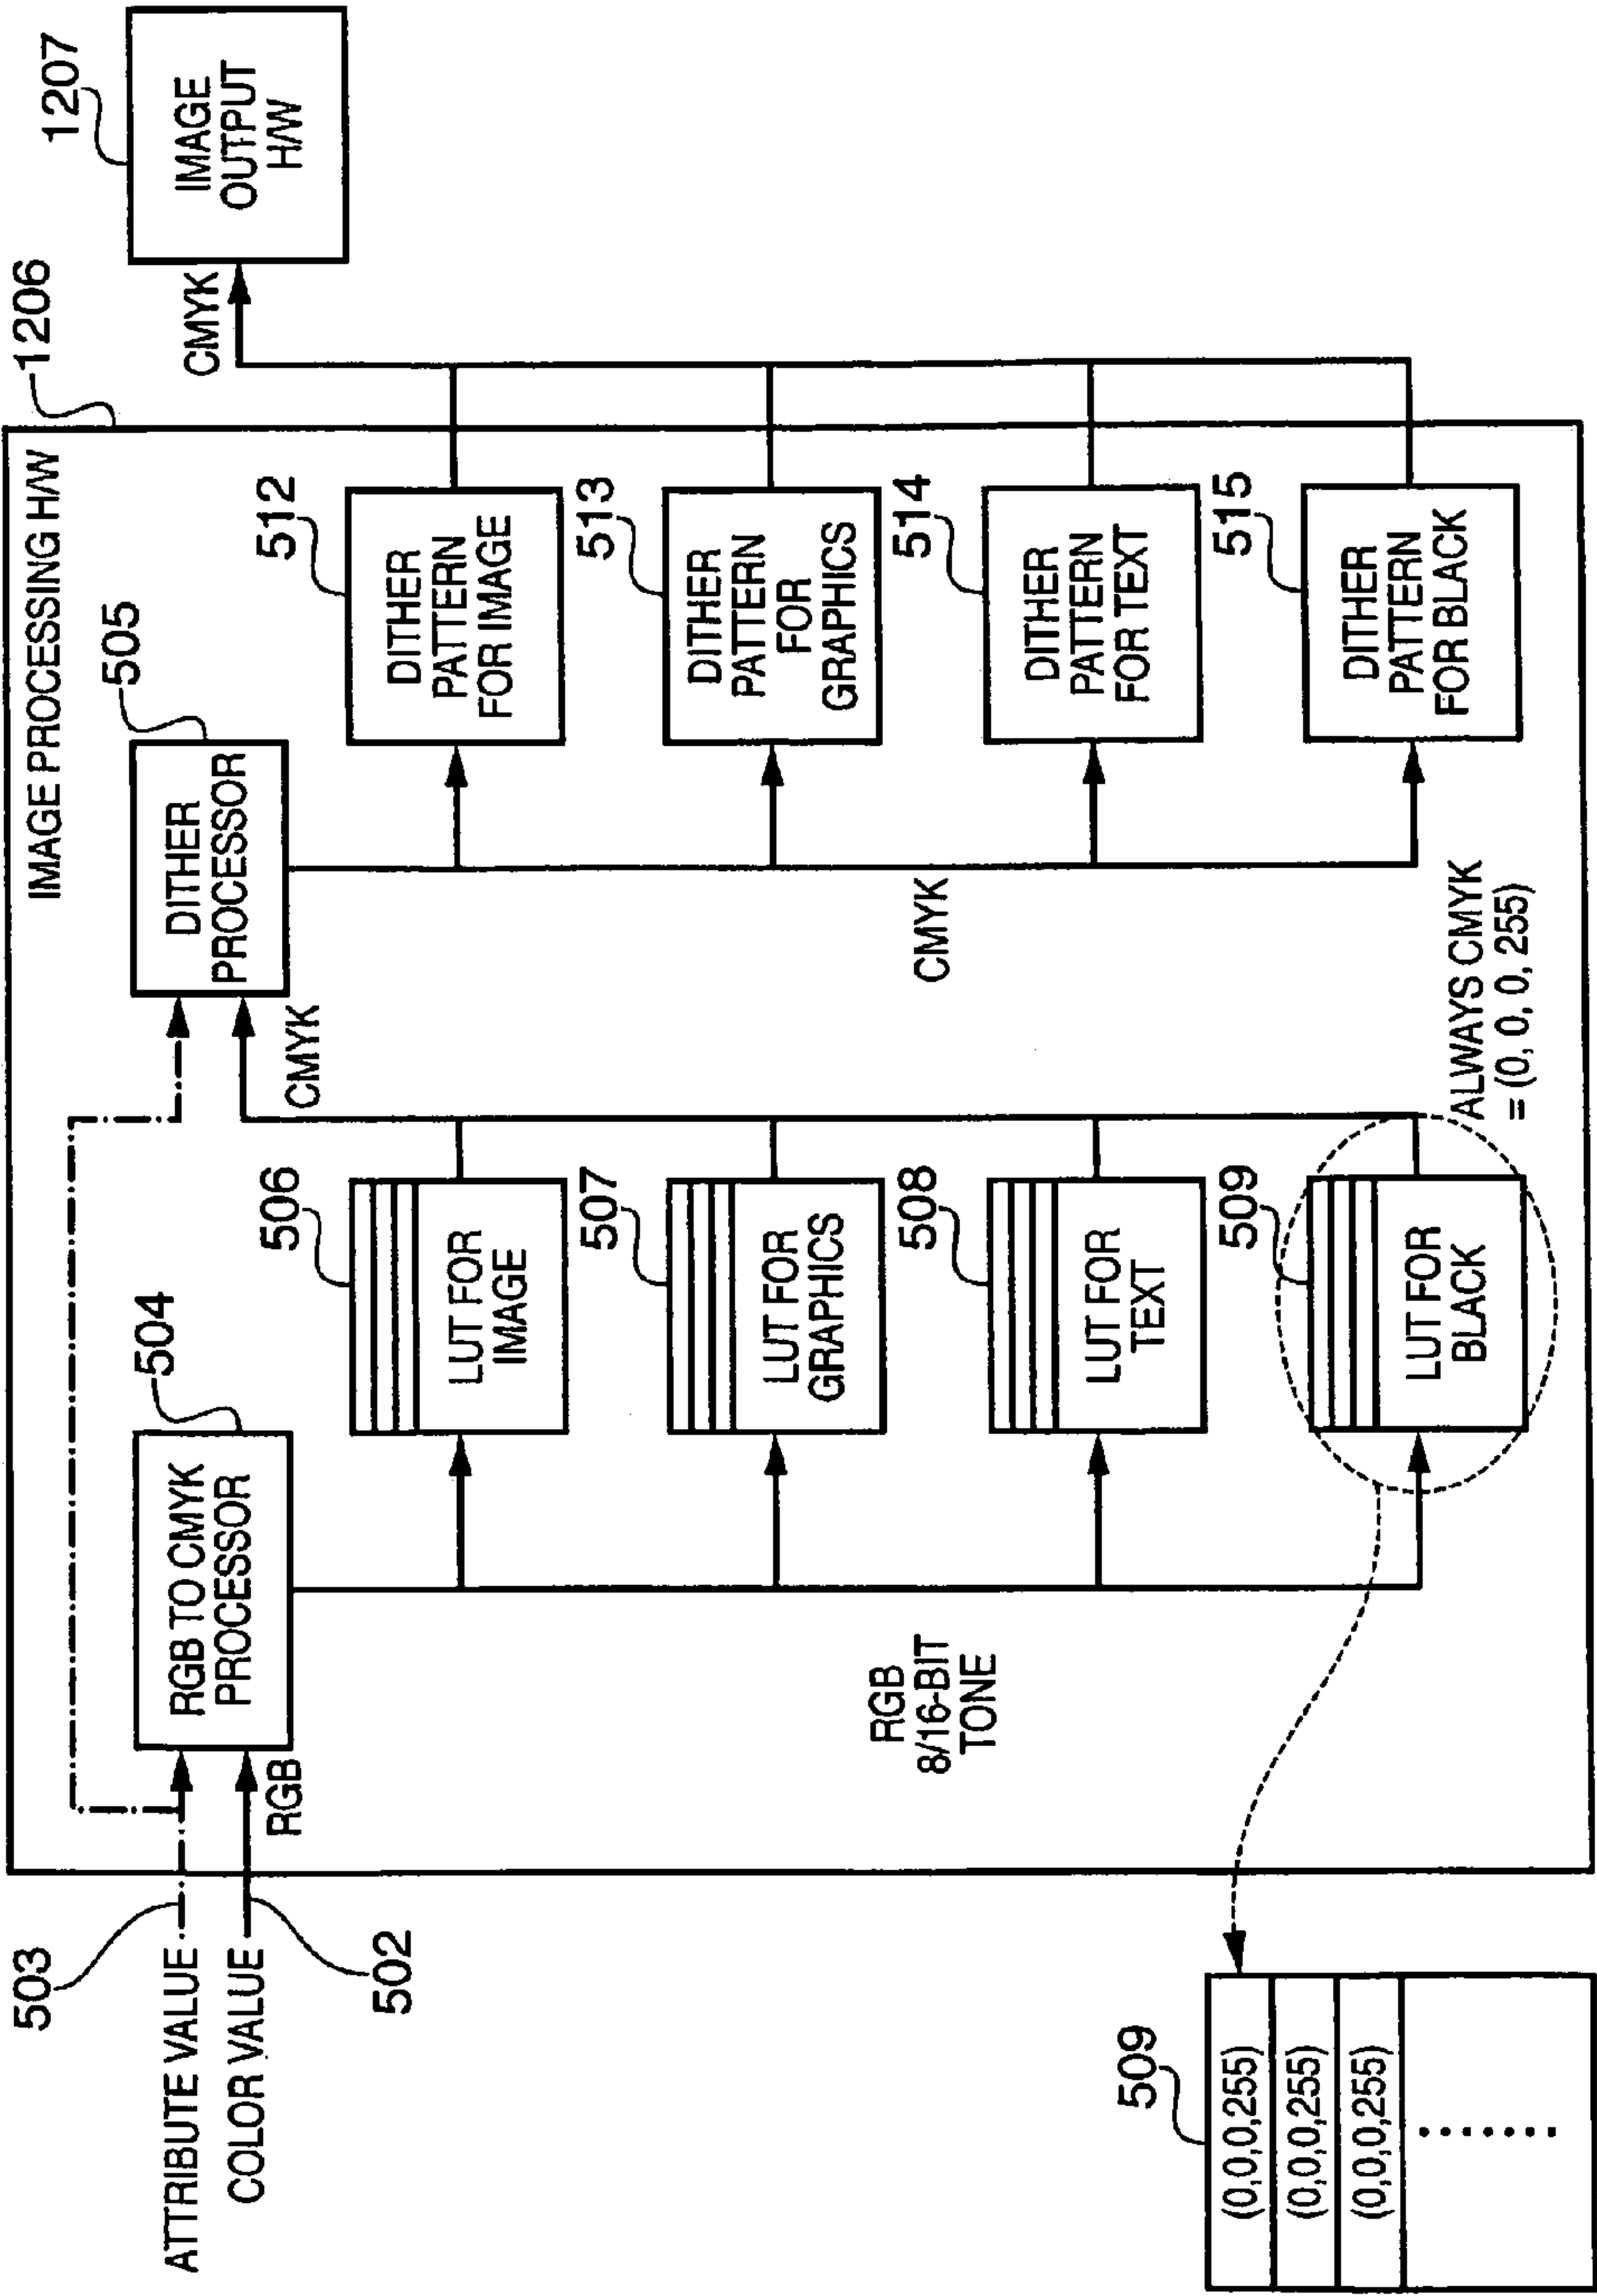 503
ATTRIBUTE VALUE
COLOR VALUE
502
RGB
504
RGB TO CMYK
PROCESSOR
RGB
8/16-BIT
TONE
506
LUT FOR
IMAGE
507
LUT FOR
GRAPHICS
508
LUT FOR
TEXT
509
LUT FOR
BLACK
ALWAYS CMYK
= (0, 0, 0, 255)
CMYK
505
DITHER
PROCESSOR
CMYK
IMAGE PROCESSING H/W
1206
512
DITHER
PATTERN
FOR IMAGE
513
DITHER
PATTERN
FOR
GRAPHICS
514
DITHER
PATTERN
FOR TEXT
515
DITHER
PATTERN
FOR BLACK
CMYK
1207
IMAGE
OUTPUT
H/W
509
(0,0,0,255)
(0,0,0,255)
(0,0,0,255)
.......